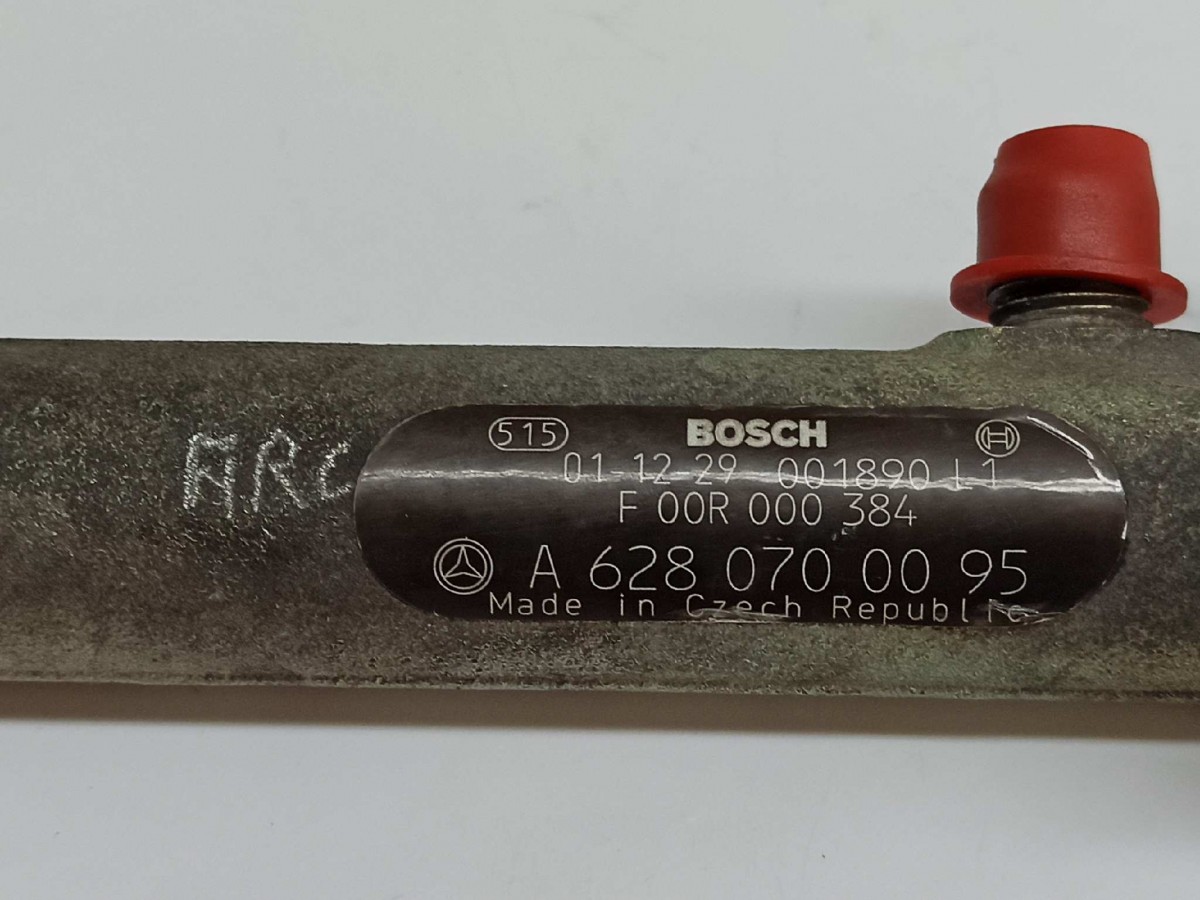 515 BOSCH
01-12-29 001890 L1
F 00R 000 384
A 628 070 00 95
Made in Czech Republic
ARC